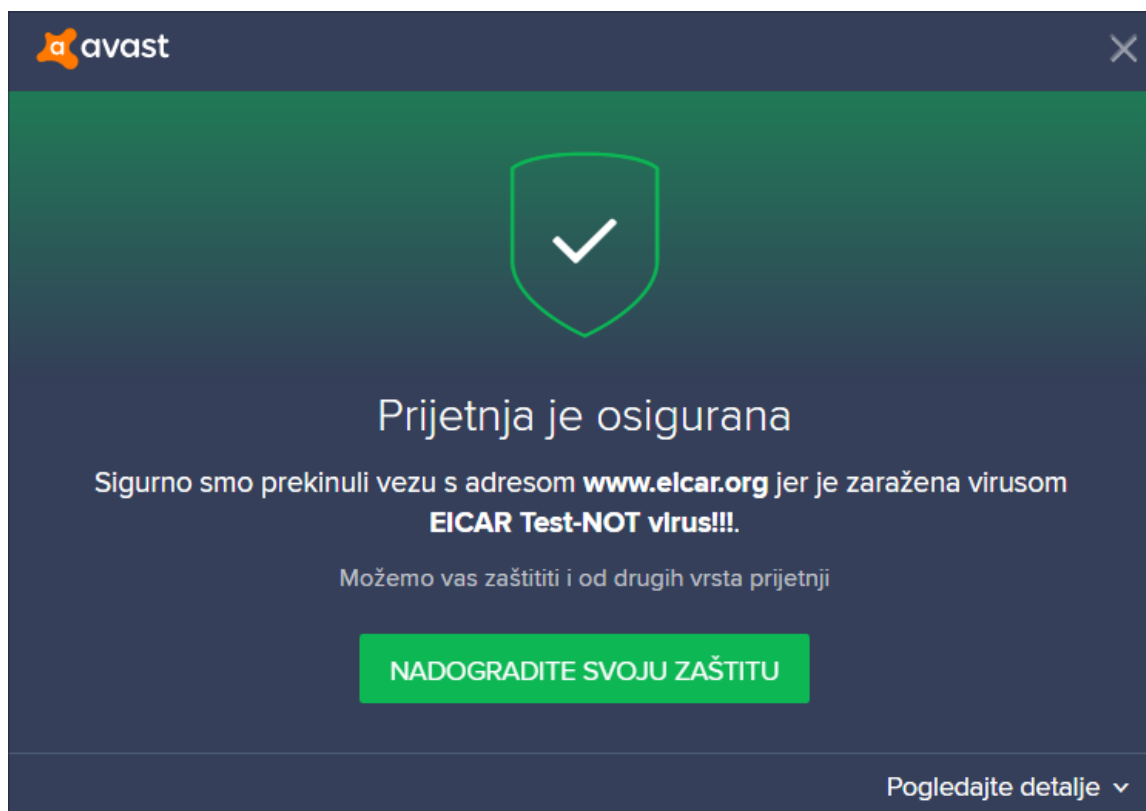 avast
Prijetnja je osigurana
Sigurno smo prekinuli vezu s adresom www.eicar.org jer je zaražena virusom
EICAR Test-NOT virus!!!.
Možemo vas zaštititi i od drugih vrsta prijetnji
NADOGRADITE SVOJU ZAŠTITU
Pogledajte detalje